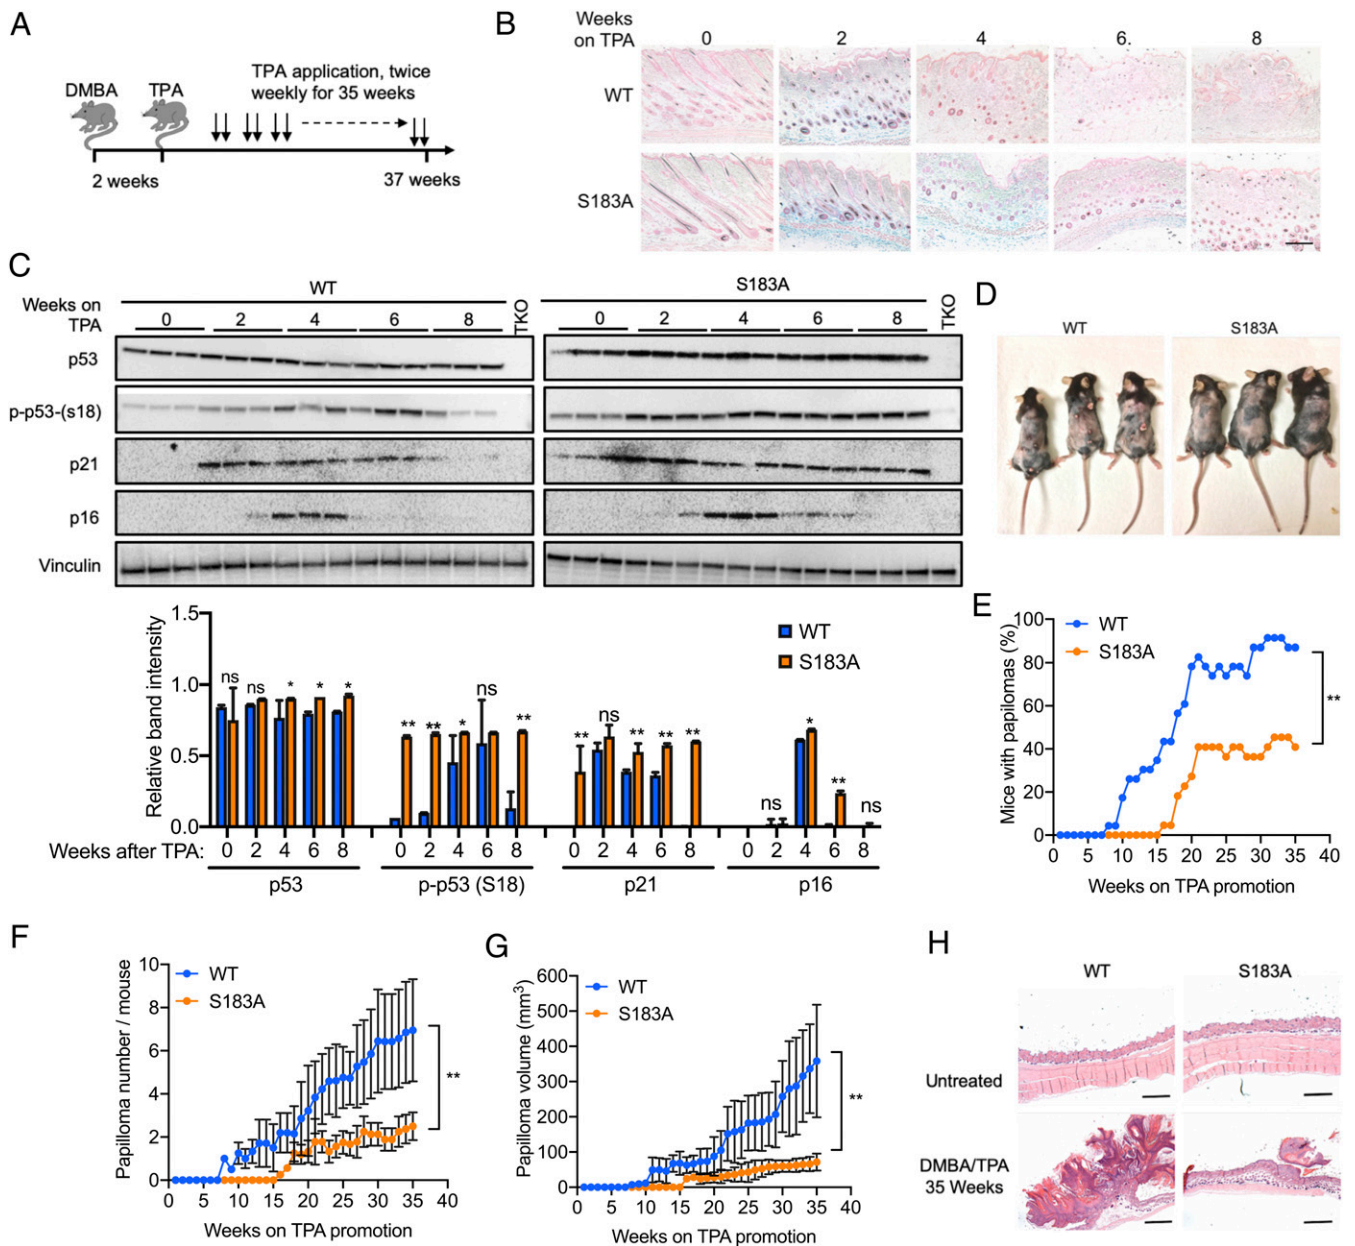 A
DMBA
TPA
TPA application, twice
weekly for 35 weeks
2 weeks
37 weeks
B
Weeks
on TPA
0
2
4
6.
8
WT
S183A
C
WT
S183A
Weeks on
TPA
0
2
4
6
8
TKO
0
2
4
6
8
TKO
p53
p-p53-(s18)
p21
p16
Vinculin
Relative band intensity
1.5
1.0
0.5
0.0
WT
S183A
ns
ns
*
*
*
**
**
*
ns
**
**
ns
**
**
**
ns
*
**
ns
Weeks after TPA:
0 2 4 6 8
0 2 4 6 8
0 2 4 6 8
0 2 4 6 8
p53
p-p53 (S18)
p21
p16
D
WT
S183A
E
Mice with papilomas (%)
100
80
60
40
20
0
WT
S183A
**
0 5 10 15 20 25 30 35 40
Weeks on TPA promotion
F
Papilloma number / mouse
10
8
6
4
2
0
WT
S183A
**
0 5 10 15 20 25 30 35 40
Weeks on TPA promotion
G
Papilloma volume (mm³)
600
500
400
300
200
100
0
WT
S183A
**
0 5 10 15 20 25 30 35 40
Weeks on TPA promotion
H
WT
S183A
Untreated
DMBA/TPA
35 Weeks